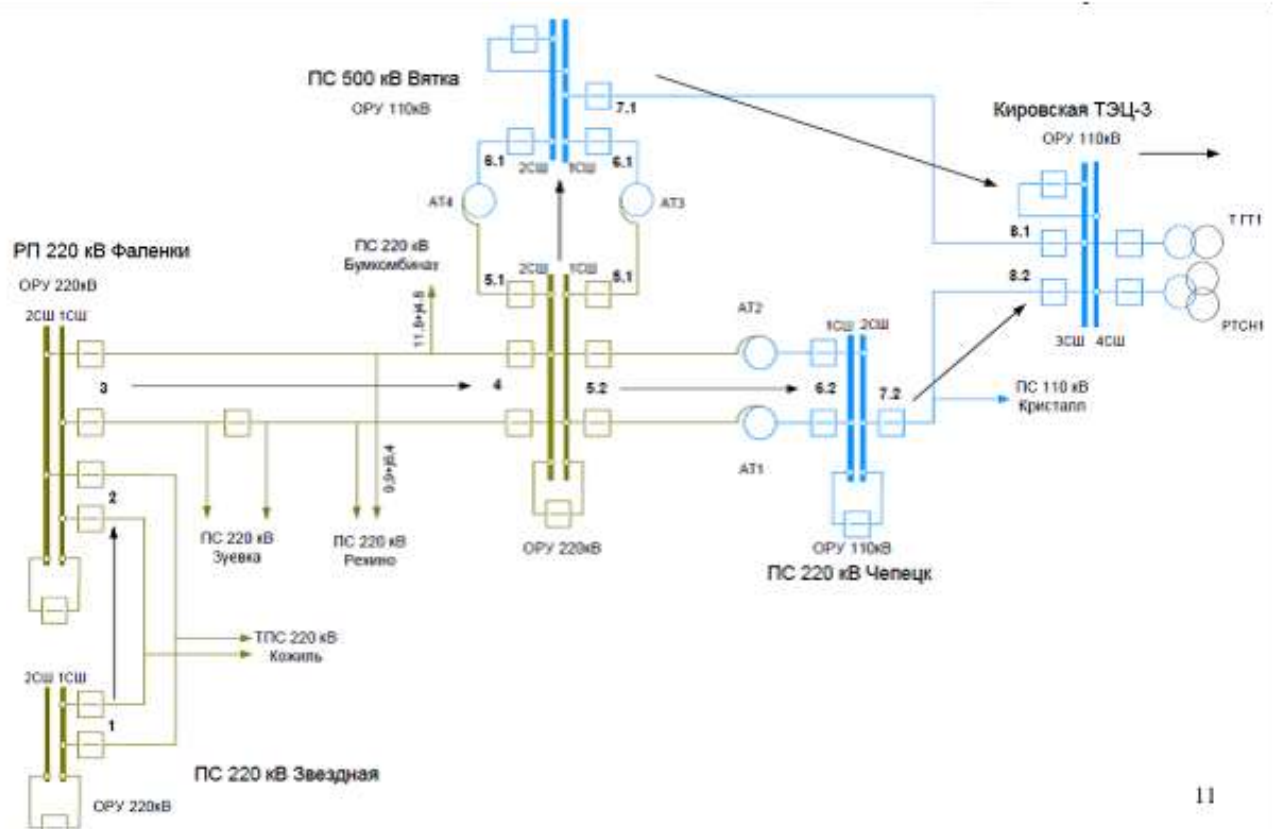 ПС 500 кВ Вятка
ОРУ 110кВ
7.1
Кировская ТЭЦ-3
ОРУ 110кВ
6.1
2СШ
1СШ
6.1
АТ4
АТ3
8.1
Т ГТ1
РП 220 кВ Фаленки
ПС 220 кВ
Бумкомбинат
ОРУ 220кВ
2СШ
1СШ
5.1
5.1
8.2
2СШ 1СШ
АТ2
1СШ
2СШ
РТСН1
3СШ
4СШ
3
4
5.2
6.2
7.2
ПС 110 кВ
Кристалл
АТ1
2
ПС 220 кВ
Зуевка
ПС 220 кВ
ОРУ 220кВ
ОРУ 110кВ
ПС 220 кВ Чепецк
ТПС 220 кВ
Кожиль
2СШ 1СШ
1
ПС 220 кВ Звездная
ОРУ 220кВ
11